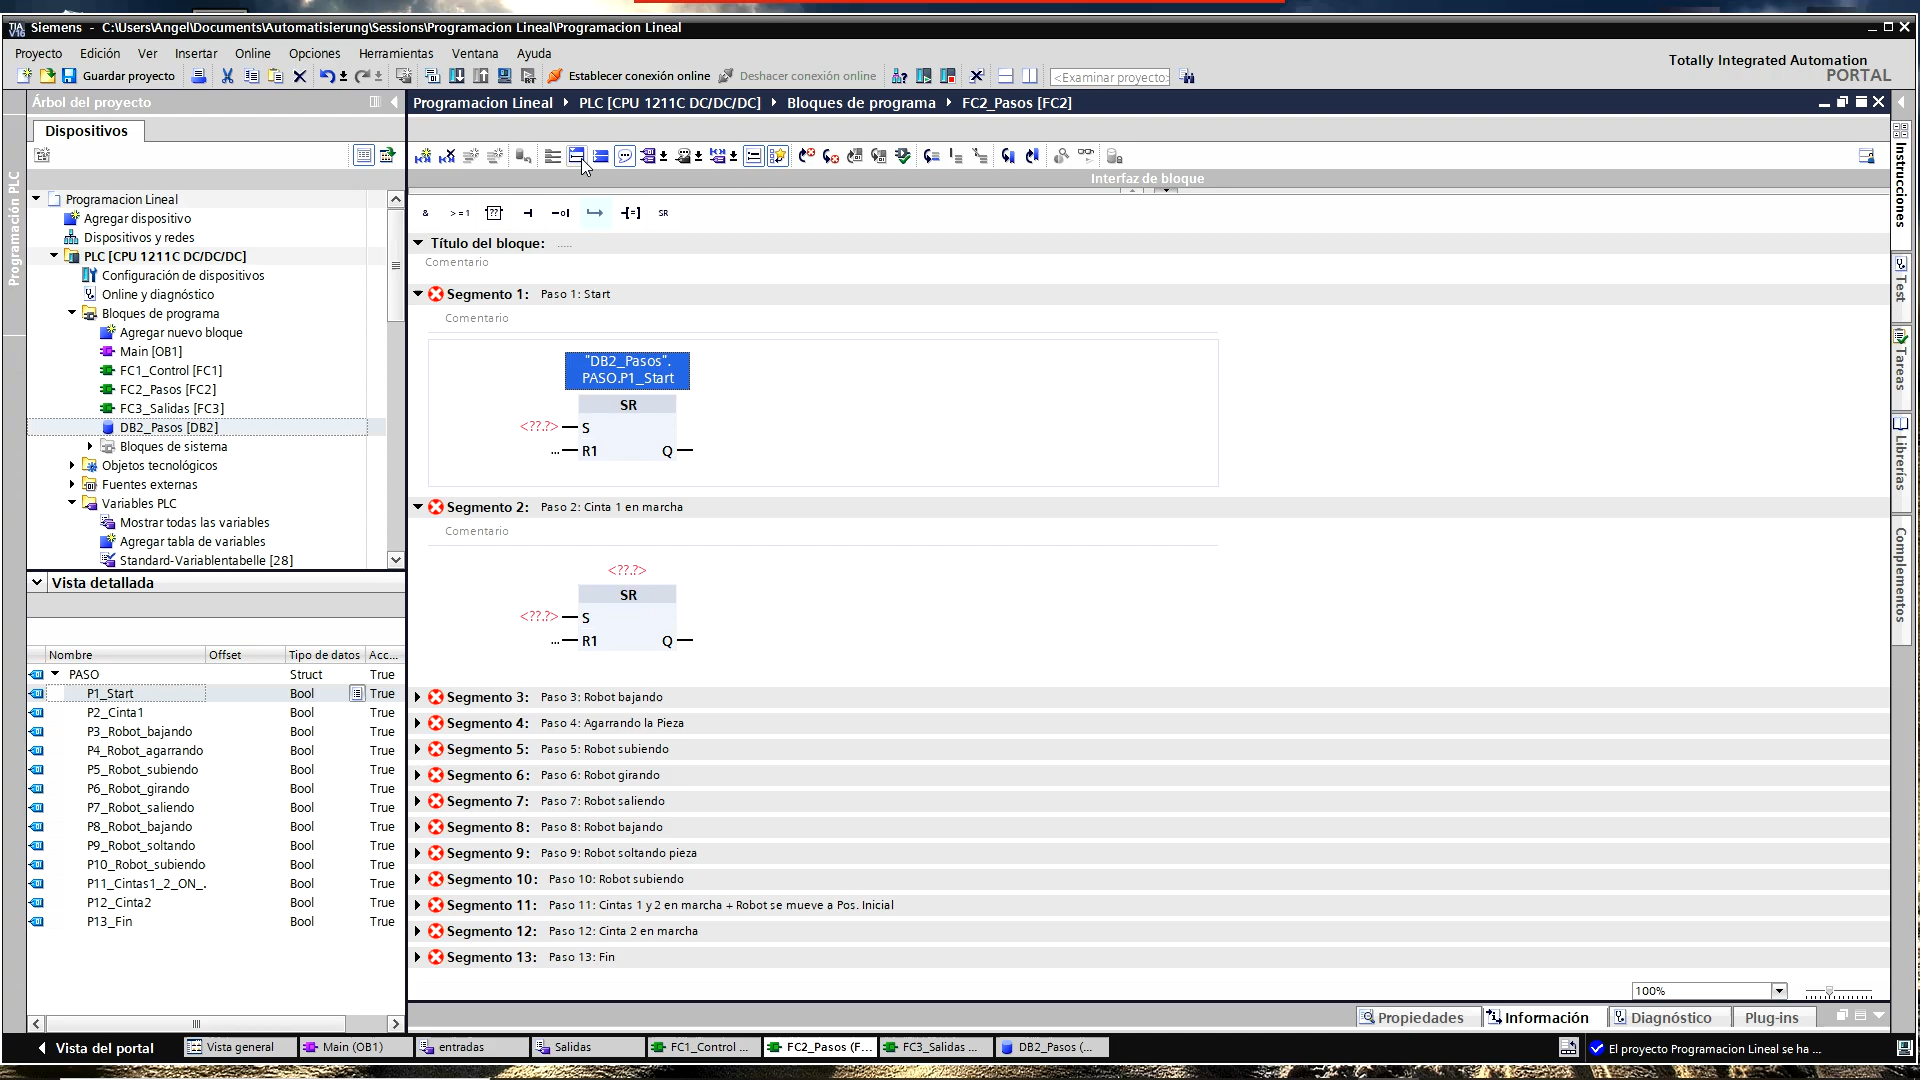 Siemens - C:\Users\Angel\Documents\Automatisierung\Sessions\Programacion Lineal\Programacion Lineal
Proyecto Edición Ver Insertar Online Opciones Herramientas Ventana Ayuda
Totally Integrated Automation
PORTAL
Guardar proyecto
Establecer conexión online
Deshacer conexión online
<Examinar proyecto>
Árbol del proyecto
Programacion Lineal PLC [CPU 1211C DC/DC/DC] Bloques de programa FC2_Pasos [FC2]
Dispositivos
Programación PLC
Programacion Lineal
Agregar dispositivo
Dispositivos y redes
PLC [CPU 1211C DC/DC/DC]
Configuración de dispositivos
Online y diagnóstico
Bloques de programa
Agregar nuevo bloque
Main [OB1]
FC1_Control [FC1]
FC2_Pasos [FC2]
FC3_Salidas [FC3]
DB2_Pasos [DB2]
Bloques de sistema
Objetos tecnológicos
Fuentes externas
Variables PLC
Mostrar todas las variables
Agregar tabla de variables
Standard-Variablentabelle [28]
Vista detallada
Nombre Offset Tipo de datos Acc...
PASO Struct True
P1_Start Bool True
P2_Cinta1 Bool True
P3_Robot_bajando Bool True
P4_Robot_agarrando Bool True
P5_Robot_subiendo Bool True
P6_Robot_girando Bool True
P7_Robot_saliendo Bool True
P8_Robot_bajando Bool True
P9_Robot_soltando Bool True
P10_Robot_subiendo Bool True
P11_Cintas1_2_ON_. Bool True
P12_Cinta2 Bool True
P13_Fin Bool True
Interfaz de bloque
& >=1 ?? -| -o| [=] SR
Título del bloque: .....
Comentario
Segmento 1: Paso 1: Start
Comentario
"DB2_Pasos".
PASO.P1_Start
SR
<??.?> S
... R1 Q
Segmento 2: Paso 2: Cinta 1 en marcha
Comentario
<??.?>
SR
<??.?> S
... R1 Q
Segmento 3: Paso 3: Robot bajando
Segmento 4: Paso 4: Agarrando la Pieza
Segmento 5: Paso 5: Robot subiendo
Segmento 6: Paso 6: Robot girando
Segmento 7: Paso 7: Robot saliendo
Segmento 8: Paso 8: Robot bajando
Segmento 9: Paso 9: Robot soltando pieza
Segmento 10: Paso 10: Robot subiendo
Segmento 11: Paso 11: Cintas 1 y 2 en marcha + Robot se mueve a Pos. Inicial
Segmento 12: Paso 12: Cinta 2 en marcha
Segmento 13: Paso 13: Fin
100%
Propiedades Información Diagnóstico Plug-ins
Instrucciones
Test
Tareas
Librerías
Complementos
Vista del portal Vista general Main (OB1) entradas Salidas FC1_Control ... FC2_Pasos (F... FC3_Salidas ... DB2_Pasos (... El proyecto Programacion Lineal se ha ...